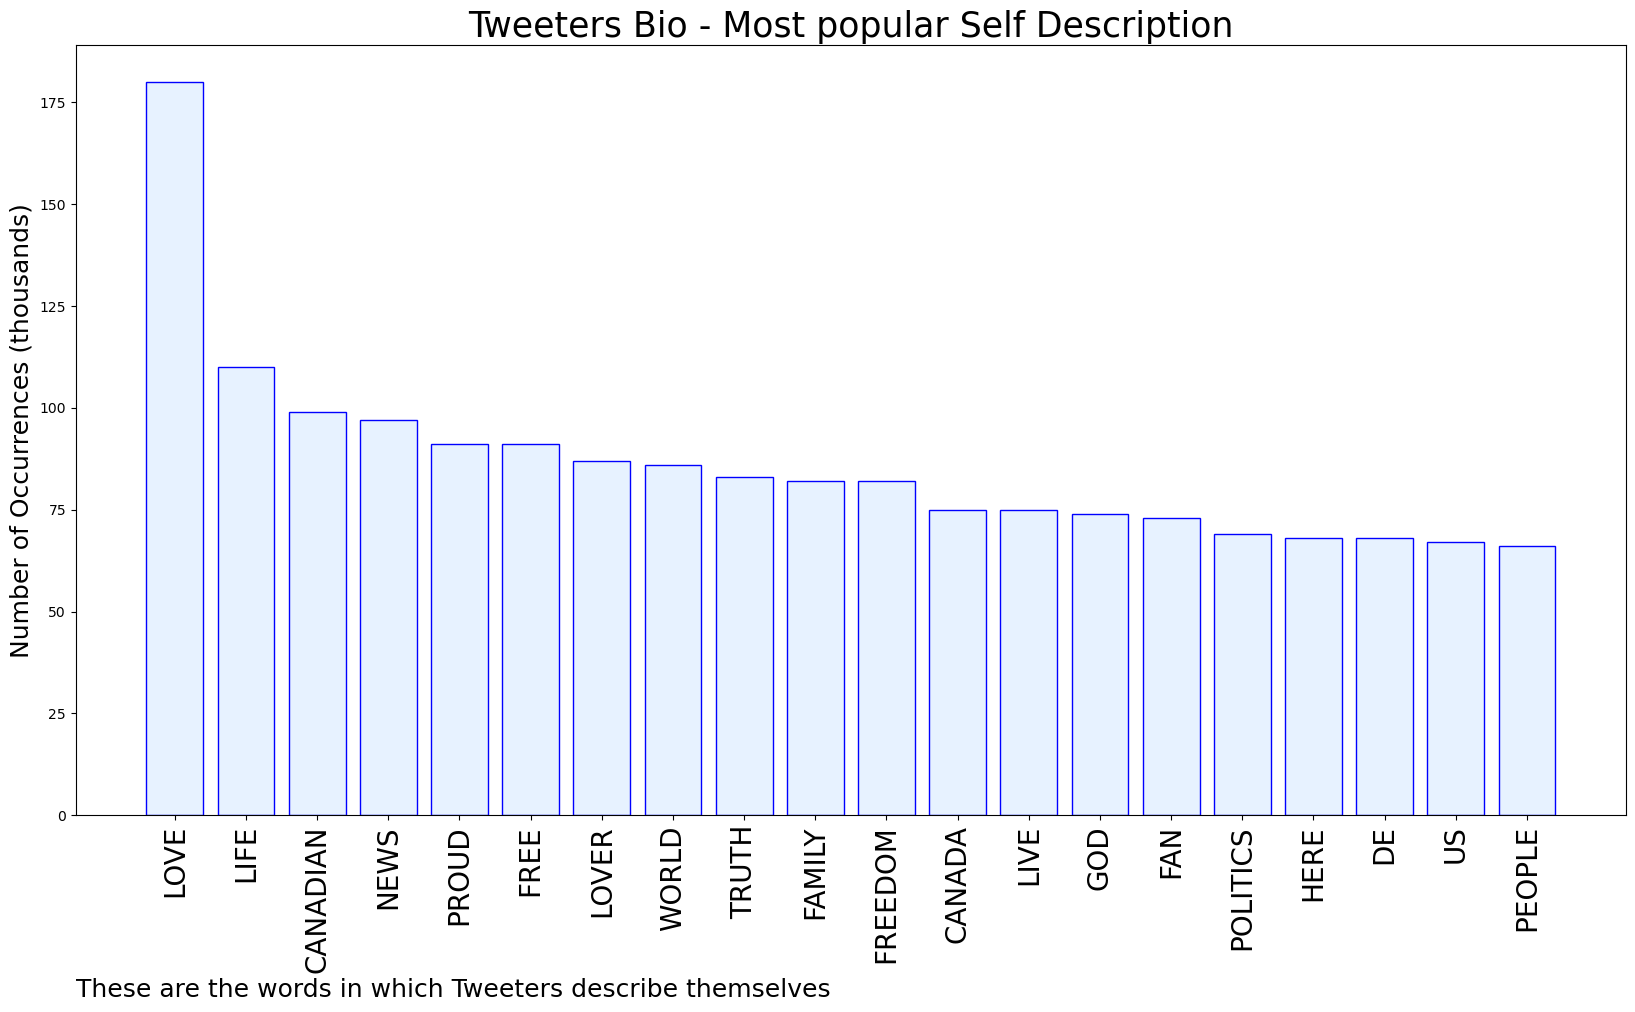 Tweeters Bio - Most popular Self Description
Number of Occurrences (thousands)
175
150
125
100
75
50
25
0
LOVE
LIFE
CANADIAN
NEWS
PROUD
FREE
LOVER
WORLD
TRUTH
FAMILY
FREEDOM
CANADA
LIVE
GOD
FAN
POLITICS
HERE
DE
US
PEOPLE
These are the words in which Tweeters describe themselves